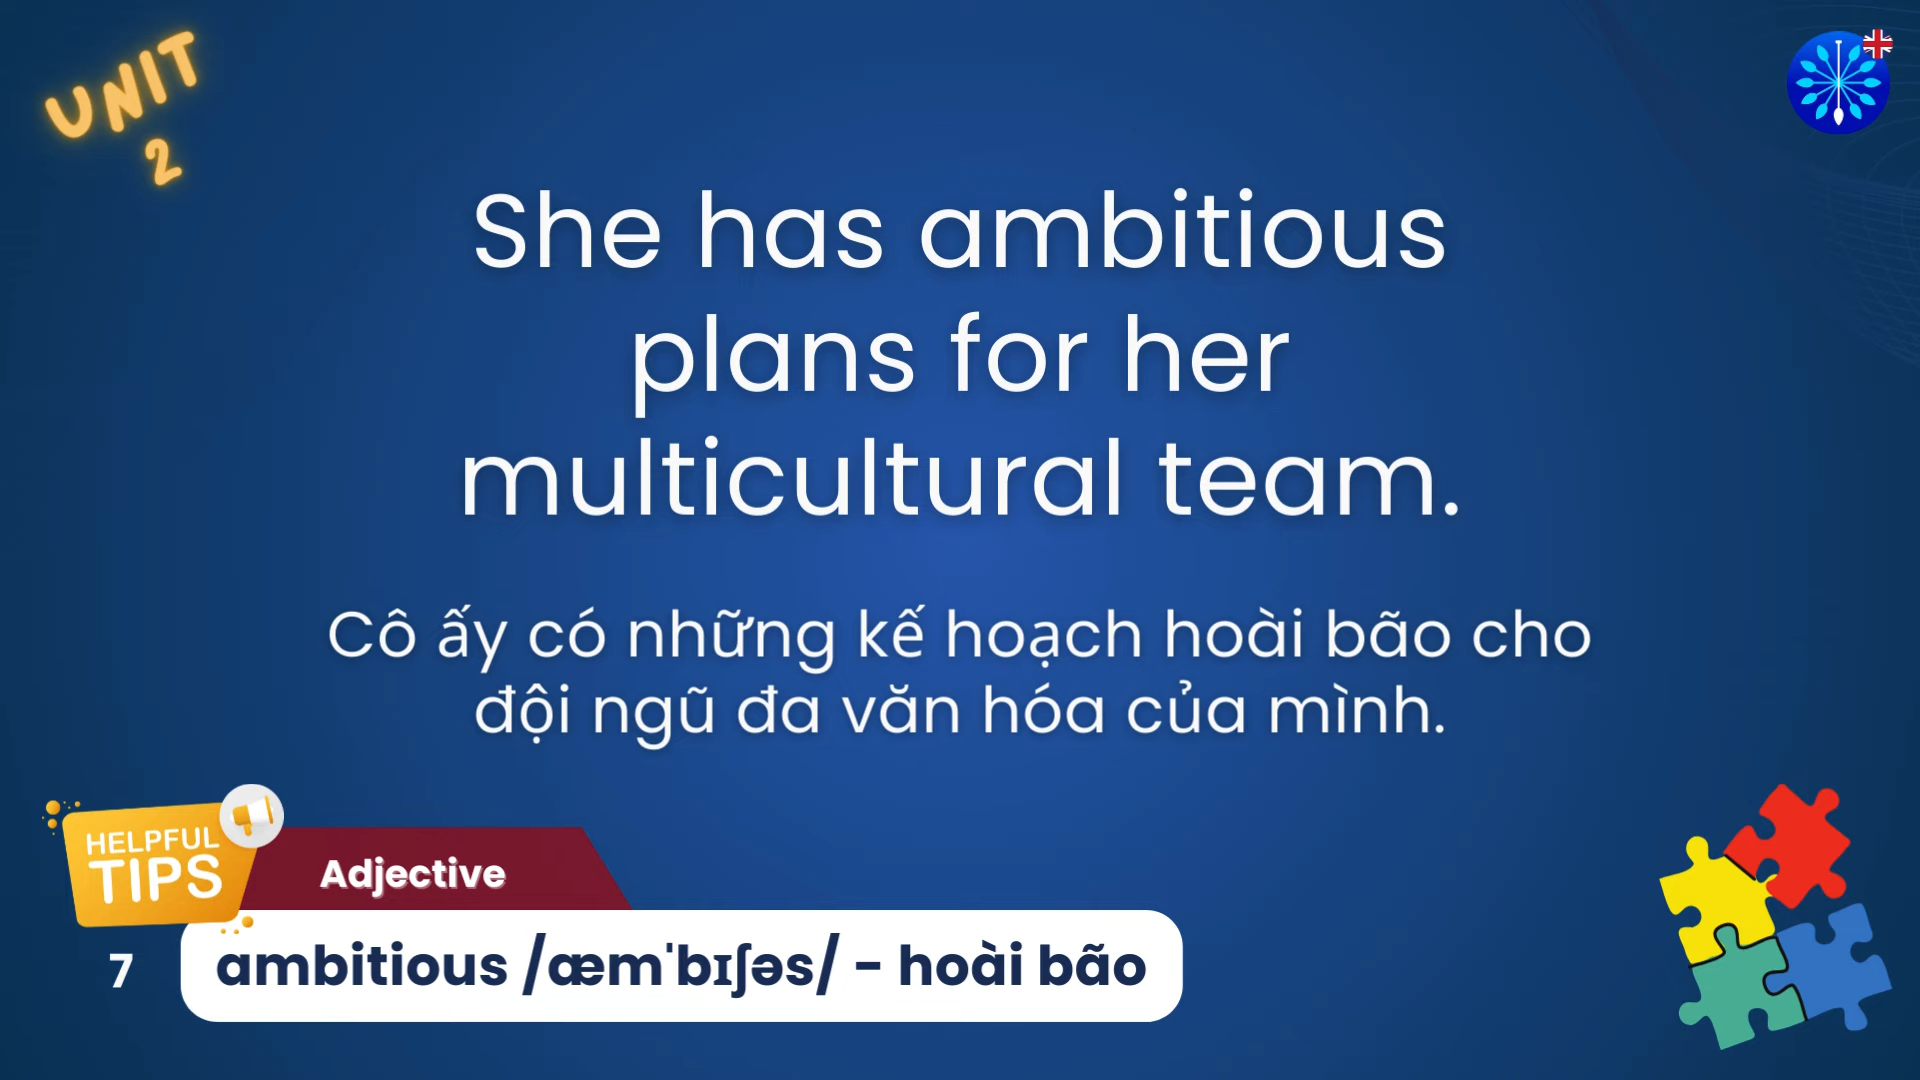 UNIT
2
She has ambitious
plans for her
multicultural team.
Cô ấy có những kế hoạch hoài bão cho
đội ngũ đa văn hóa của mình.
HELPFUL
TIPS
Adjective
7
ambitious /æmˈbɪʃəs/ - hoài bão